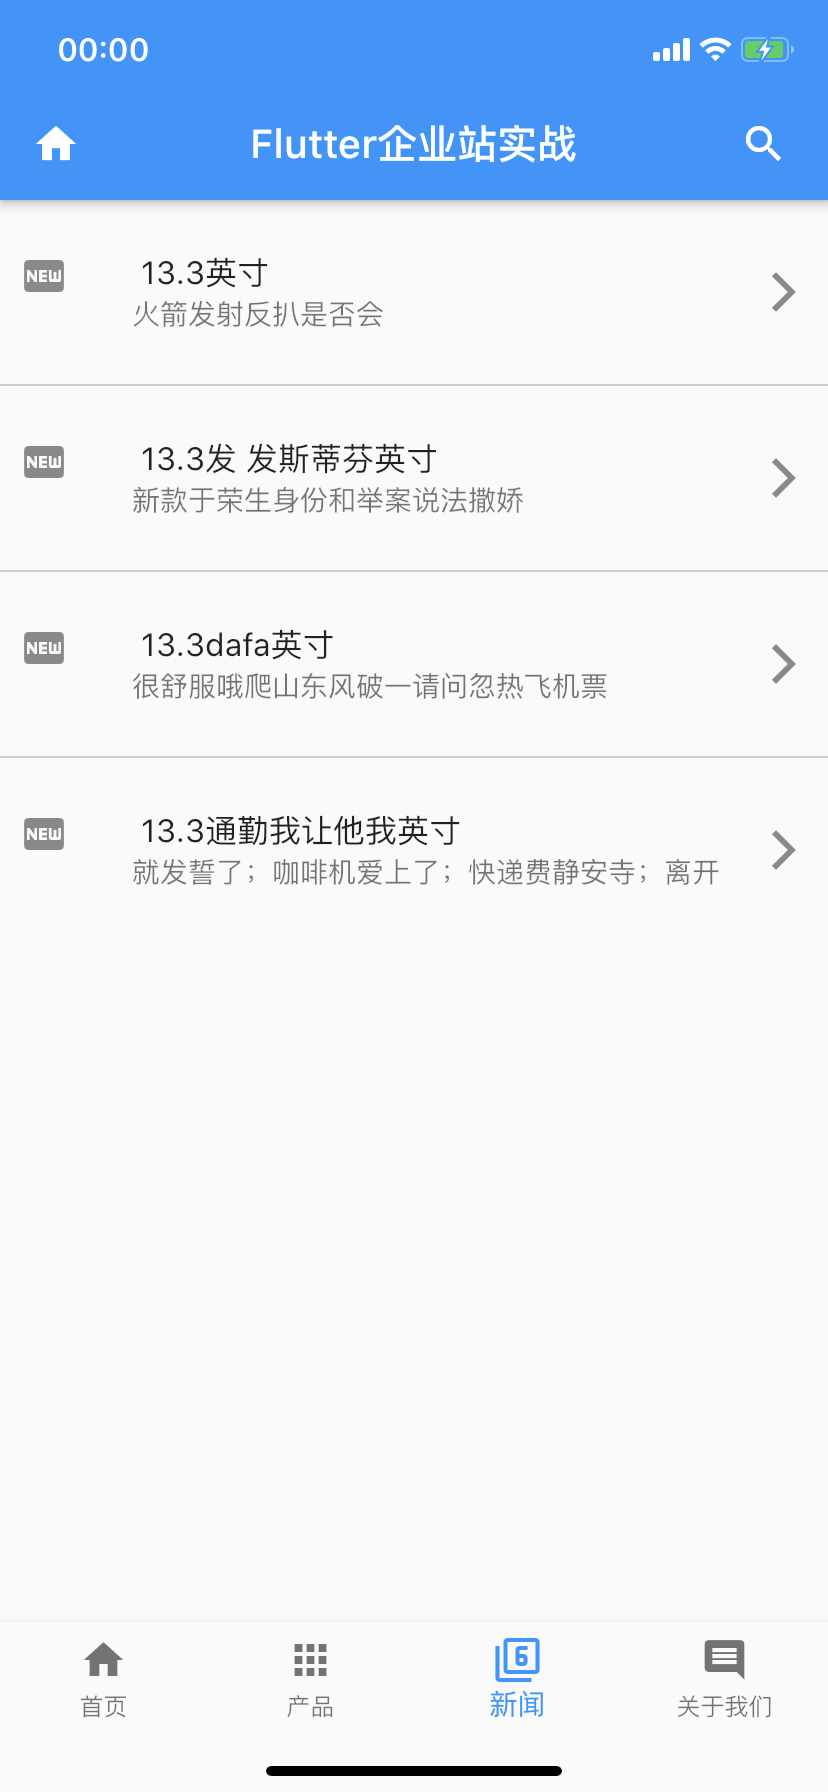 00:00
Flutter企业站实战
NEW
13.3英寸
火箭发射反扒是否会
NEW
13.3发 发斯蒂芬英寸
新款于荣生身份和举案说法撒娇
NEW
13.3dafa英寸
很舒服哦爬山东风破一请问忽热飞机票
NEW
13.3通勤我让他我英寸
就发誓了；咖啡机爱上了；快递费静安寺；离开
6
首页
产品
新闻
关于我们